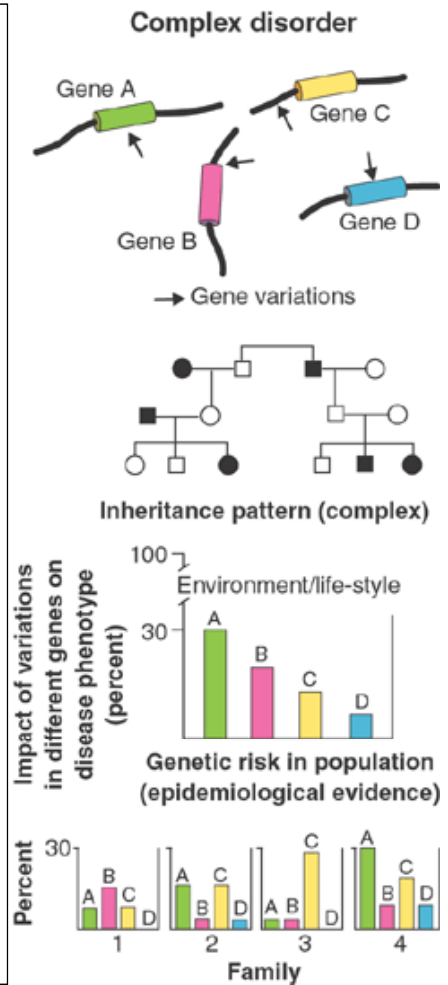 Complex disorder
Gene A
Gene C
Gene B
Gene D
Gene variations
Inheritance pattern (complex)
Impact of variations
in different genes on
disease phenotype
(percent)
100
Environment/life-style
30
A
B
C
D
Genetic risk in population
(epidemiological evidence)
Percent
30
A B C D
A B C D
A B C D
A B C D
1 2 3 4
Family